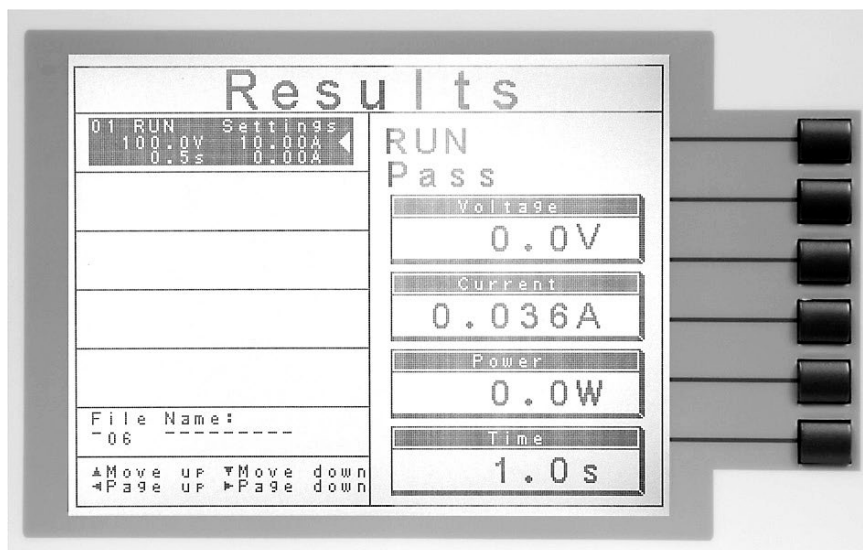 Results
01 RUN Settings
100.0V 10.00A
0.5s 0.00A
RUN
Pass
Voltage
0.0V
Current
0.036A
Power
0.0W
Time
1.0s
File Name:
-06 ---------
▲Move up ▼Move down
◄Page up ►Page down